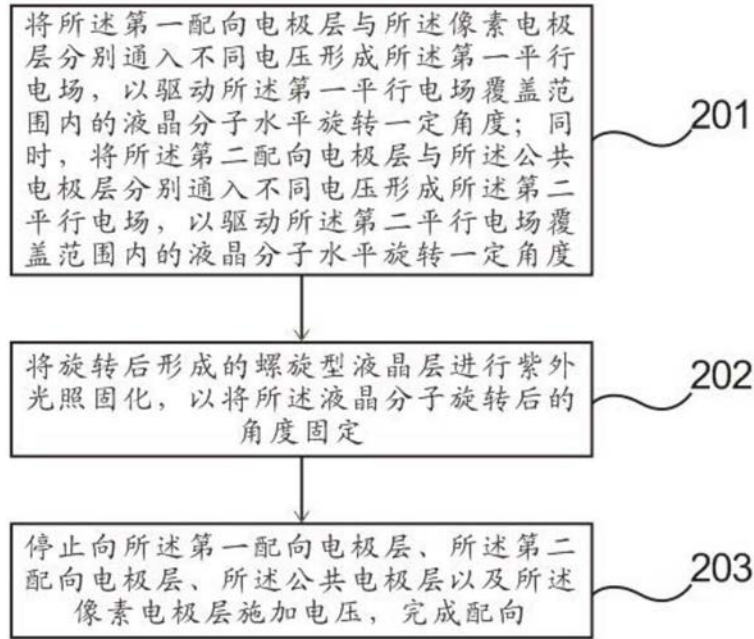 将所述第一配向电极层与所述像素电极
层分别通入不同电压形成所述第一平行
电场，以驱动所述第一平行电场覆盖范
围内的液晶分子水平旋转一定角度；同
时，将所述第二配向电极层与所述公共
电极层分别通入不同电压形成所述第二
平行电场，以驱动所述第二平行电场覆
盖范围内的液晶分子水平旋转一定角度
201
将旋转后形成的螺旋型液晶层进行紫外
光照固化，以将所述液晶分子旋转后的
角度固定
202
停止向所述第一配向电极层、所述第二
配向电极层、所述公共电极层以及所述
像素电极层施加电压，完成配向
203